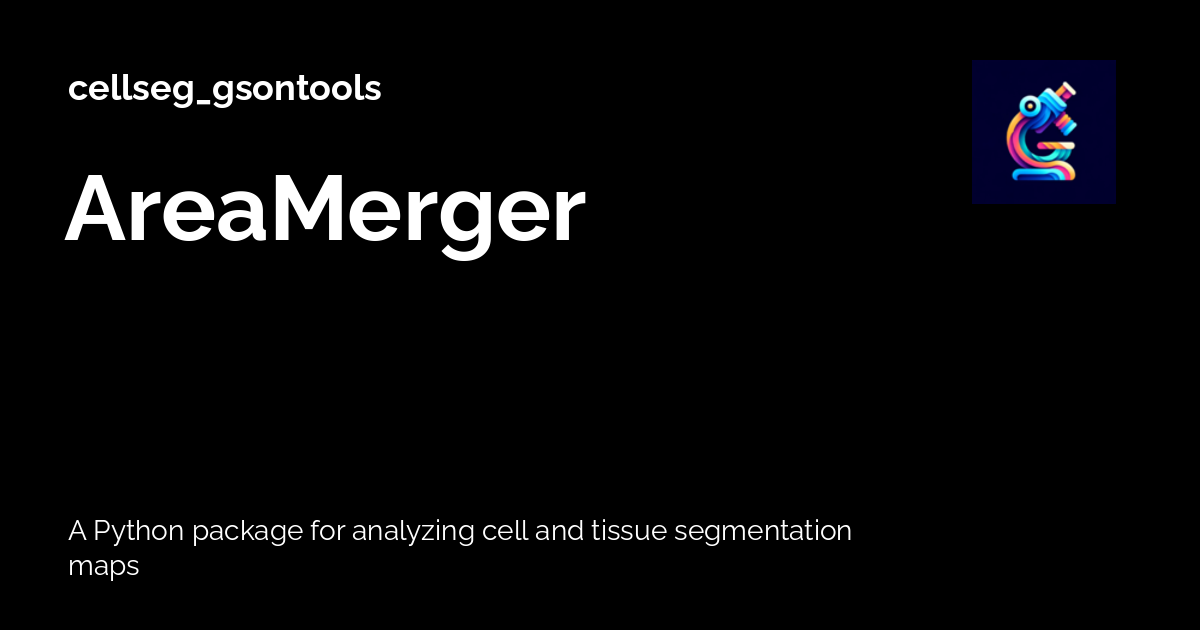 cellseg_gsontools
AreaMerger
A Python package for analyzing cell and tissue segmentation
maps